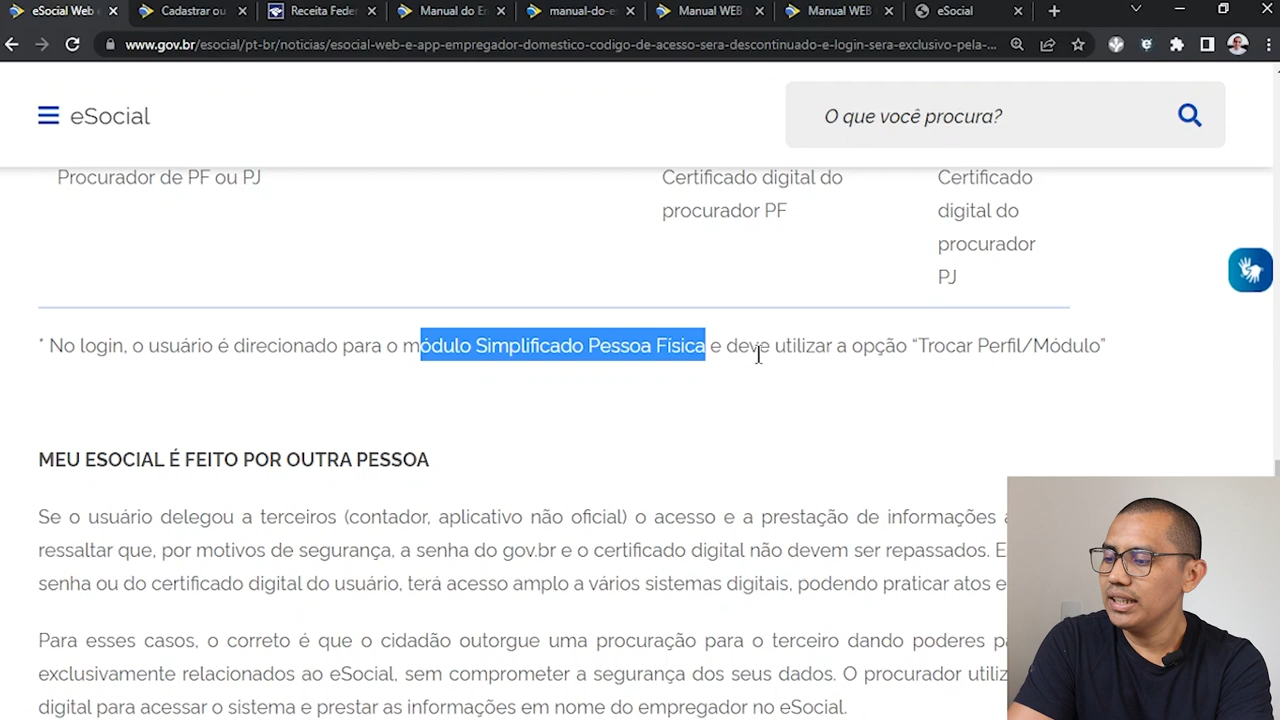 eSocial Web e
Cadastrar ou
Receita Feder
Manual do Em
manual-do-es
Manual WEB
Manual WEB
eSocial
www.gov.br/esocial/pt-br/noticias/esocial-web-e-app-empregador-domestico-codigo-de-acesso-sera-descontinuado-e-login-sera-exclusivo-pela-...
eSocial
O que você procura?
Procurador de PF ou PJ
Certificado digital do
procurador PF
Certificado
digital do
procurador
PJ
* No login, o usuário é direcionado para o módulo Simplificado Pessoa Física e deve utilizar a opção “Trocar Perfil/Módulo”
MEU ESOCIAL É FEITO POR OUTRA PESSOA
Se o usuário delegou a terceiros (contador, aplicativo não oficial) o acesso e a prestação de informações
ressaltar que, por motivos de segurança, a senha do gov.br e o certificado digital não devem ser repassados.
senha ou do certificado digital do usuário, terá acesso amplo a vários sistemas digitais, podendo praticar atos e
Para esses casos, o correto é que o cidadão outorgue uma procuração para o terceiro dando poderes
exclusivamente relacionados ao eSocial, sem comprometer a segurança dos seus dados. O procurador
digital para acessar o sistema e prestar as informações em nome do empregador no eSocial.